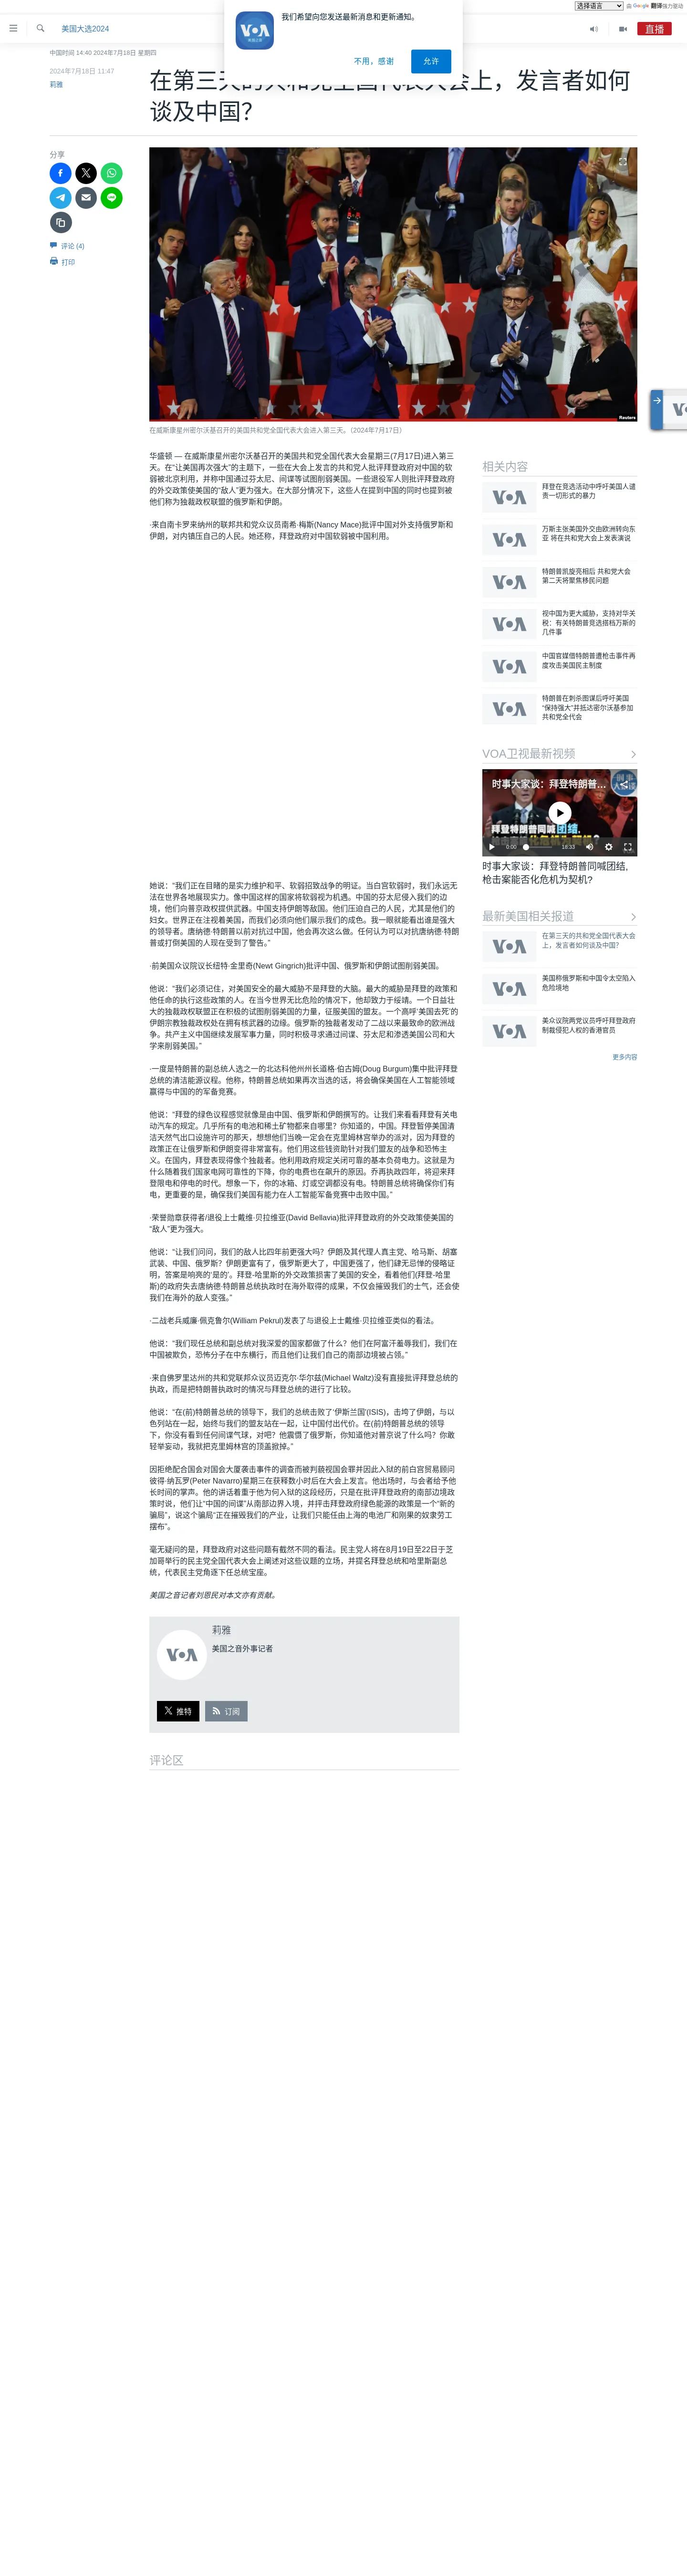 选择语言
由 Google 翻译强力驱动
我们希望向您发送最新消息和更新通知。
VOA
美国之音
不用，感谢
允许
美国大选2024
直播
中国时间 14:40 2024年7月18日 星期四
2024年7月18日 11:47
莉雅
在第三天的共和党全国代表大会上，发言者如何
谈及中国？
分享
评论 (4)
打印
Reuters
在威斯康星州密尔沃基召开的美国共和党全国代表大会进入第三天。（2024年7月17日）
华盛顿 — 在威斯康星州密尔沃基召开的美国共和党全国代表大会星期三(7月17日)进入第三
天。在“让美国再次强大”的主题下，一些在大会上发言的共和党人批评拜登政府对中国的软
弱被北京利用，并称中国通过芬太尼、间谍等试图削弱美国。一些退役军人则批评拜登政府
的外交政策使美国的“敌人”更为强大。在大部分情况下，这些人在提到中国的同时也提到被
他们称为独裁政权联盟的俄罗斯和伊朗。
·来自南卡罗来纳州的联邦共和党众议员南希·梅斯(Nancy Mace)批评中国对外支持俄罗斯和
伊朗，对内镇压自己的人民。她还称，拜登政府对中国软弱被中国利用。
她说：“我们正在目睹的是实力维护和平、软弱招致战争的明证。当白宫软弱时，我们永远无
法在世界各地展现实力。像中国这样的国家将软弱视为机遇。中国的芬太尼侵入我们的边
境，他们向普京政权提供武器。中国支持伊朗等敌国。他们压迫自己的人民，尤其是他们的
妇女。世界正在注视着美国，而我们必须向他们展示我们的成色。我一眼就能看出谁是强大
的领导者。唐纳德·特朗普以前对抗过中国，他会再次这么做。任何认为可以对抗唐纳德·特朗
普或打倒美国的人现在受到了警告。”
·前美国众议院议长纽特·金里奇(Newt Gingrich)批评中国、俄罗斯和伊朗试图削弱美国。
他说：“我们必须记住，对美国安全的最大威胁不是拜登的大脑。最大的威胁是拜登的政策和
他任命的执行这些政策的人。在当今世界无比危险的情况下，他却致力于绥靖。一个日益壮
大的独裁政权联盟正在积极的试图削弱美国的力量，征服美国的盟友。一个高呼‘美国去死’的
伊朗宗教独裁政权处在拥有核武器的边缘。俄罗斯的独裁者发动了二战以来最致命的欧洲战
争。共产主义中国继续发展军事力量，同时积极寻求通过间谍、芬太尼和渗透美国公司和大
学来削弱美国。”
·一度是特朗普的副总统人选之一的北达科他州州长道格·伯古姆(Doug Burgum)集中批评拜登
总统的清洁能源议程。他称，特朗普总统如果再次当选的话，将会确保美国在人工智能领域
赢得与中国的的军备竞赛。
他说：“拜登的绿色议程感觉就像是由中国、俄罗斯和伊朗撰写的。让我们来看看拜登有关电
动汽车的规定。几乎所有的电池和稀土矿物都来自哪里？你知道的，中国。拜登暂停美国清
洁天然气出口设施许可的那天，想想他们当晚一定会在克里姆林宫举办的派对，因为拜登的
政策正在让俄罗斯和伊朗变得非常富有。他们用这些钱资助针对我们盟友的战争和恐怖主
义。在国内，拜登表现得像个独裁者。他利用政府规定关闭可靠的基本负荷电力。这就是为
什么随着我们国家电网可靠性的下降，你的电费也在飙升的原因。乔再执政四年，将迎来拜
登限电和停电的时代。想象一下，你的冰箱、灯或空调都没有电。特朗普总统将确保你们有
电，更重要的是，确保我们美国有能力在人工智能军备竞赛中击败中国。”
·荣誉勋章获得者/退役上士戴维·贝拉维亚(David Bellavia)批评拜登政府的外交政策使美国的
“敌人”更为强大。
他说：“让我们问问，我们的敌人比四年前更强大吗？伊朗及其代理人真主党、哈马斯、胡塞
武装、中国、俄罗斯？伊朗更富有了，俄罗斯更大了，中国更强了，他们肆无忌惮的侵略证
明，答案是响亮的‘是的’。拜登-哈里斯的外交政策损害了美国的安全，看着他们(拜登-哈里
斯)的政府失去唐纳德·特朗普总统执政时在海外取得的成果，不仅会摧毁我们的士气，还会使
我们在海外的敌人变强。”
·二战老兵威廉·佩克鲁尔(William Pekrul)发表了与退役上士戴维·贝拉维亚类似的看法。
他说：“我们现任总统和副总统对我深爱的国家都做了什么？他们在阿富汗羞辱我们，我们在
中国被欺负，恐怖分子在中东横行，而且他们让我们自己的南部边境被占领。”
·来自佛罗里达州的共和党联邦众议员迈克尔·华尔兹(Michael Waltz)没有直接批评拜登总统的
执政，而是把特朗普执政时的情况与拜登总统的进行了比较。
他说：“在(前)特朗普总统的领导下，我们的总统击败了‘伊斯兰国’(ISIS)，击垮了伊朗，与以
色列站在一起，始终与我们的盟友站在一起，让中国付出代价。在(前)特朗普总统的领导
下，你没有看到任何间谍气球，对吧？他震慑了俄罗斯，你知道他对普京说了什么吗？你敢
轻举妄动，我就把克里姆林宫的顶盖掀掉。”
因拒绝配合国会对国会大厦袭击事件的调查而被判藐视国会罪并因此入狱的前白宫贸易顾问
彼得·纳瓦罗(Peter Navarro)星期三在获释数小时后在大会上发言。他出场时，与会者给予他
长时间的掌声。他的讲话着重于他为何入狱的这段经历，只是在批评拜登政府的南部边境政
策时说，他们让“中国的间谍”从南部边界入境，并抨击拜登政府绿色能源的政策是一个“新的
骗局”，说这个骗局“正在摧毁我们的产业，让我们只能任由上海的电池厂和刚果的奴隶劳工
摆布”。
毫无疑问的是，拜登政府对这些问题有截然不同的看法。民主党人将在8月19日至22日于芝
加哥举行的民主党全国代表大会上阐述对这些议题的立场，并提名拜登总统和哈里斯副总
统，代表民主党角逐下任总统宝座。
美国之音记者刘恩民对本文亦有贡献。
VOA
莉雅
美国之音外事记者
推特
订阅
评论区
相关内容
VOA
拜登在竞选活动中呼吁美国人谴
责一切形式的暴力
VOA
万斯主张美国外交由欧洲转向东
亚 将在共和党大会上发表演说
VOA
特朗普凯旋亮相后 共和党大会
第二天将聚焦移民问题
VOA
视中国为更大威胁，支持对华关
税：有关特朗普竞选搭档万斯的
几件事
VOA
中国官媒借特朗普遭枪击事件再
度攻击美国民主制度
VOA
特朗普在刺杀图谋后呼吁美国
“保持强大”并抵达密尔沃基参加
共和党全代会
VOA卫视最新视频
时事大家谈：拜登特朗普…
拜登特朗普同喊团结,
0:00
18:33
时事大家谈：拜登特朗普同喊团结,
枪击案能否化危机为契机?
最新美国相关报道
VOA
在第三天的共和党全国代表大会
上，发言者如何谈及中国？
VOA
美国称俄罗斯和中国令太空陷入
危险境地
VOA
美众议院两党议员呼吁拜登政府
制裁侵犯人权的香港官员
更多内容